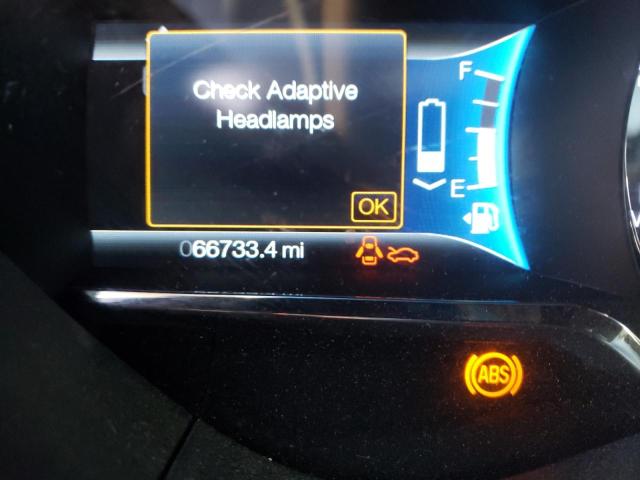 Check Adaptive
Headlamps
OK
F
E
066733.4 mi
ABS